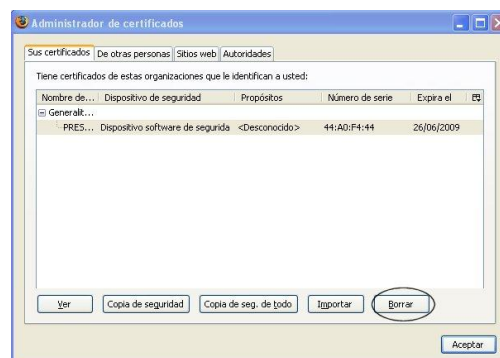 Administrador de certificados
Sus certificados De otras personas Sitios web Autoridades
Tiene certificados de estas organizaciones que le identifican a usted:
Nombre de... Dispositivo de seguridad Propósitos Número de serie Expira el
Generalit...
PRES... Dispositivo software de segurida <Desconocido> 44:A0:F4:44 26/06/2009
Ver Copia de seguridad Copia de seg. de todo Importar Borrar
Aceptar